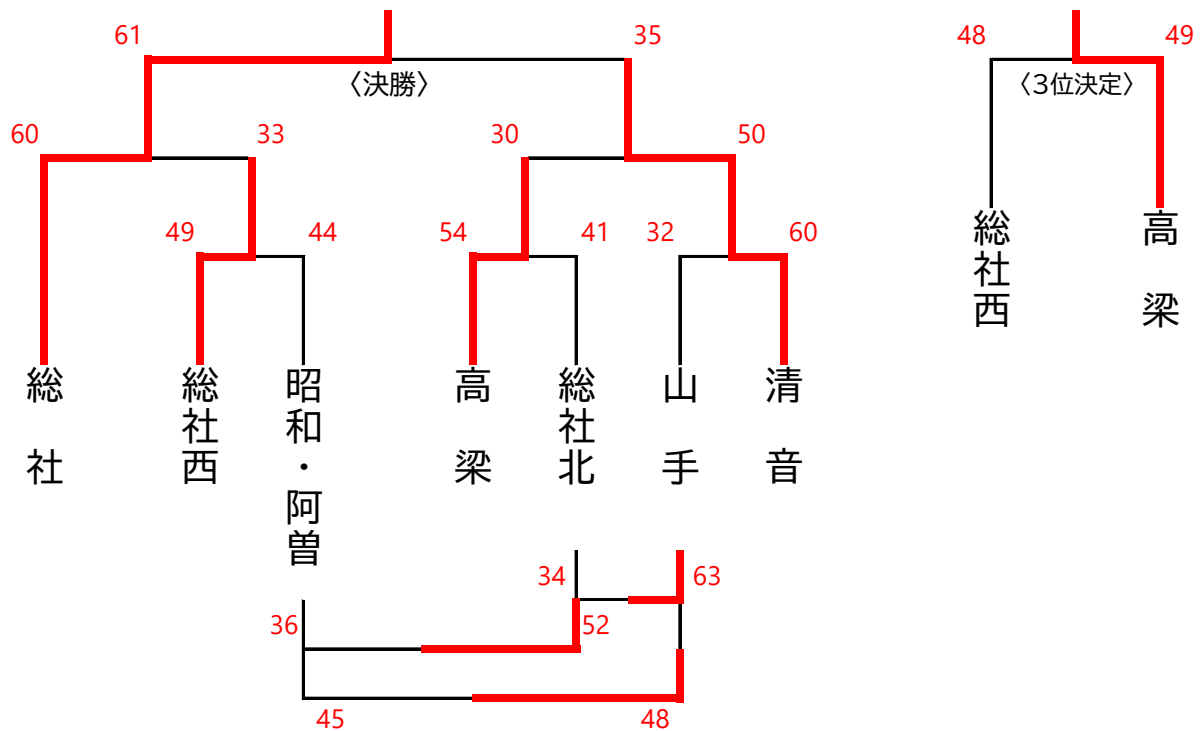 61 35 48 49
〈決勝〉 〈3位決定〉
60 33 30 50
49 44 54 41 32 60
総社西
高梁
総社
総社西
昭和・阿曽
高梁
総社北
山手
清音
34 63
36 52
45 48